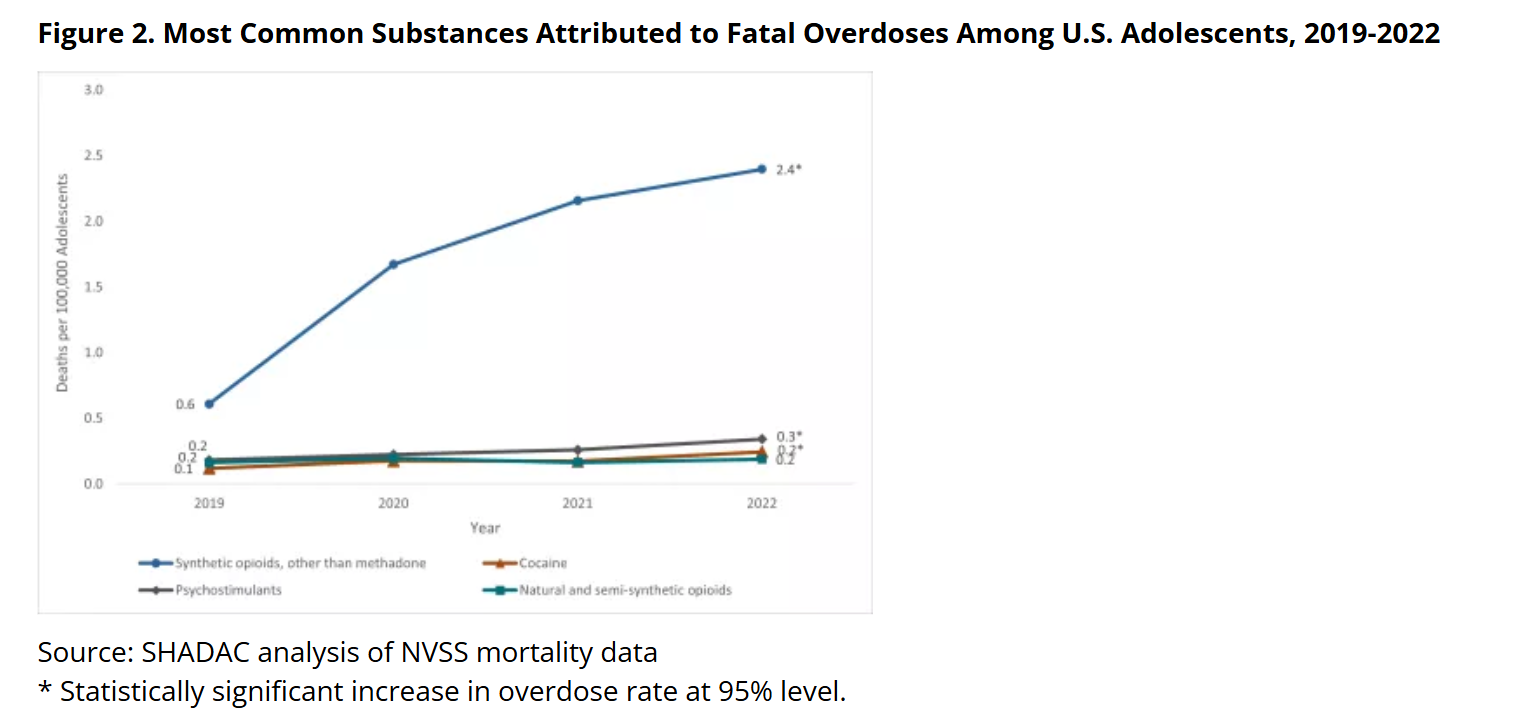 Figure 2. Most Common Substances Attributed to Fatal Overdoses Among U.S. Adolescents, 2019-2022
3.0
2.5
2.0
1.5
1.0
0.5
0.0
Deaths per 100,000 Adolescents
2.4*
0.6
0.2
0.2
0.1
0.3*
0.2*
0.2
2019 2020 2021 2022
Year
Synthetic opioids, other than methadone Cocaine
Psychostimulants Natural and semi-synthetic opioids
Source: SHADAC analysis of NVSS mortality data
* Statistically significant increase in overdose rate at 95% level.